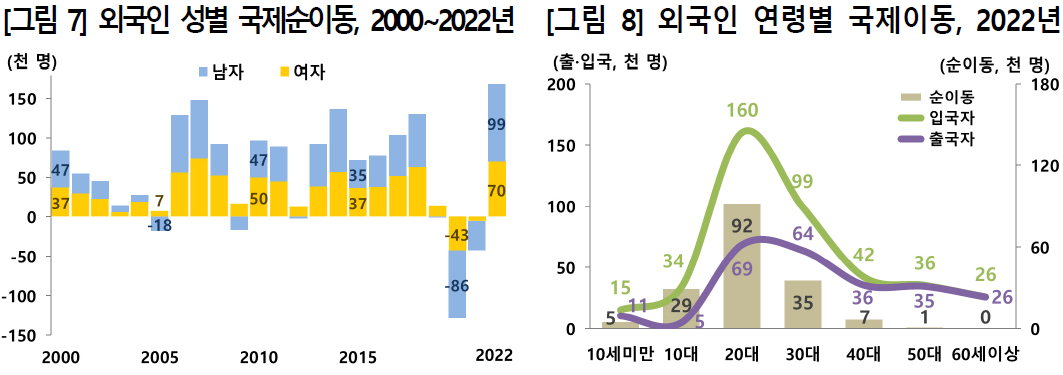 [그림 7] 외국인 성별 국제순이동, 2000~2022년
(천 명)
남자 여자
150
100
50
0
-50
-100
-150
47
37
7
-18
47
50
35
37
-43
-86
99
70
2000 2005 2010 2015 2022
[그림 8] 외국인 연령별 국제이동, 2022년
(출·입국, 천 명)
(순이동, 천 명)
순이동
입국자
출국자
200
150
100
50
0
180
120
60
0
15 34 160 99 42 36 26
11 5 69 64 36 35 26
5 29 92 35 7 1 0
10세미만 10대 20대 30대 40대 50대 60세이상